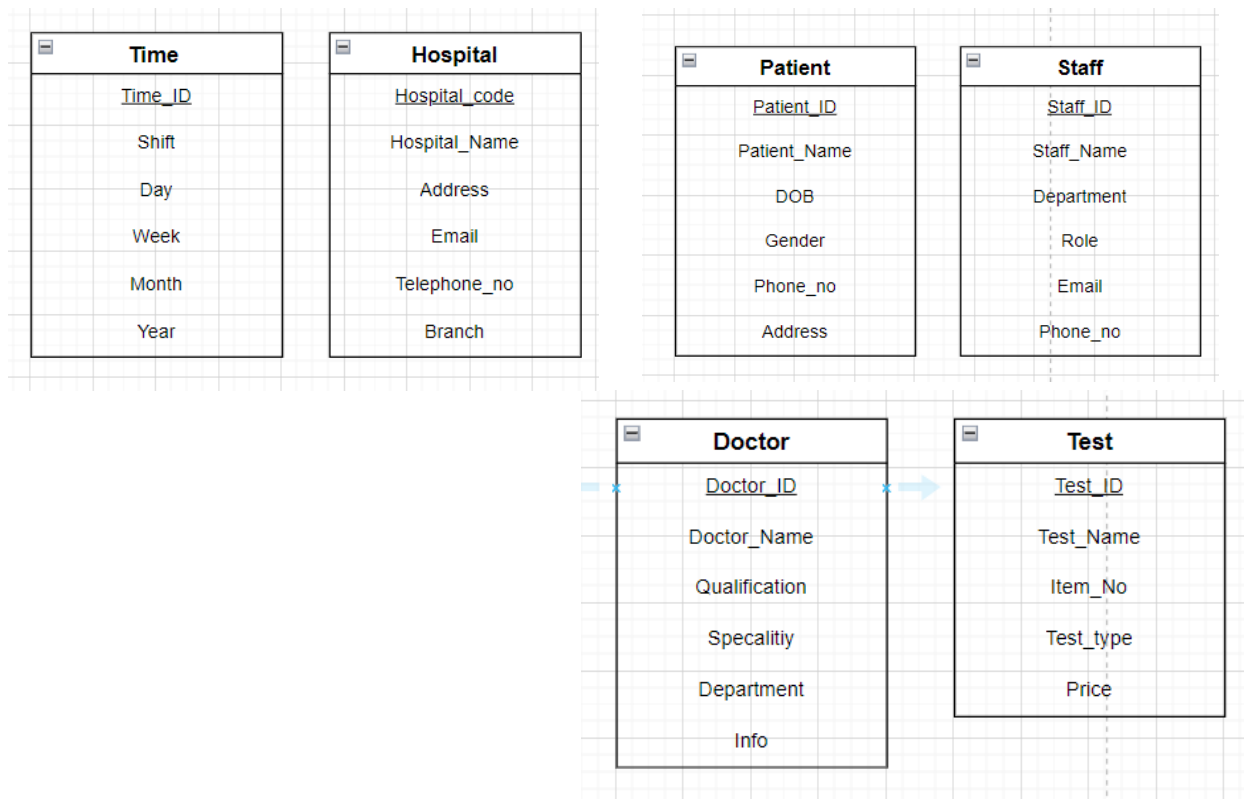 Time
Time_ID
Shift
Day
Week
Month
Year
Hospital
Hospital_code
Hospital_Name
Address
Email
Telephone_no
Branch
Patient
Patient_ID
Patient_Name
DOB
Gender
Phone_no
Address
Staff
Staff_ID
Staff_Name
Department
Role
Email
Phone_no
Doctor
Doctor_ID
Doctor_Name
Qualification
Specalitiy
Department
Info
Test
Test_ID
Test_Name
Item_No
Test_type
Price